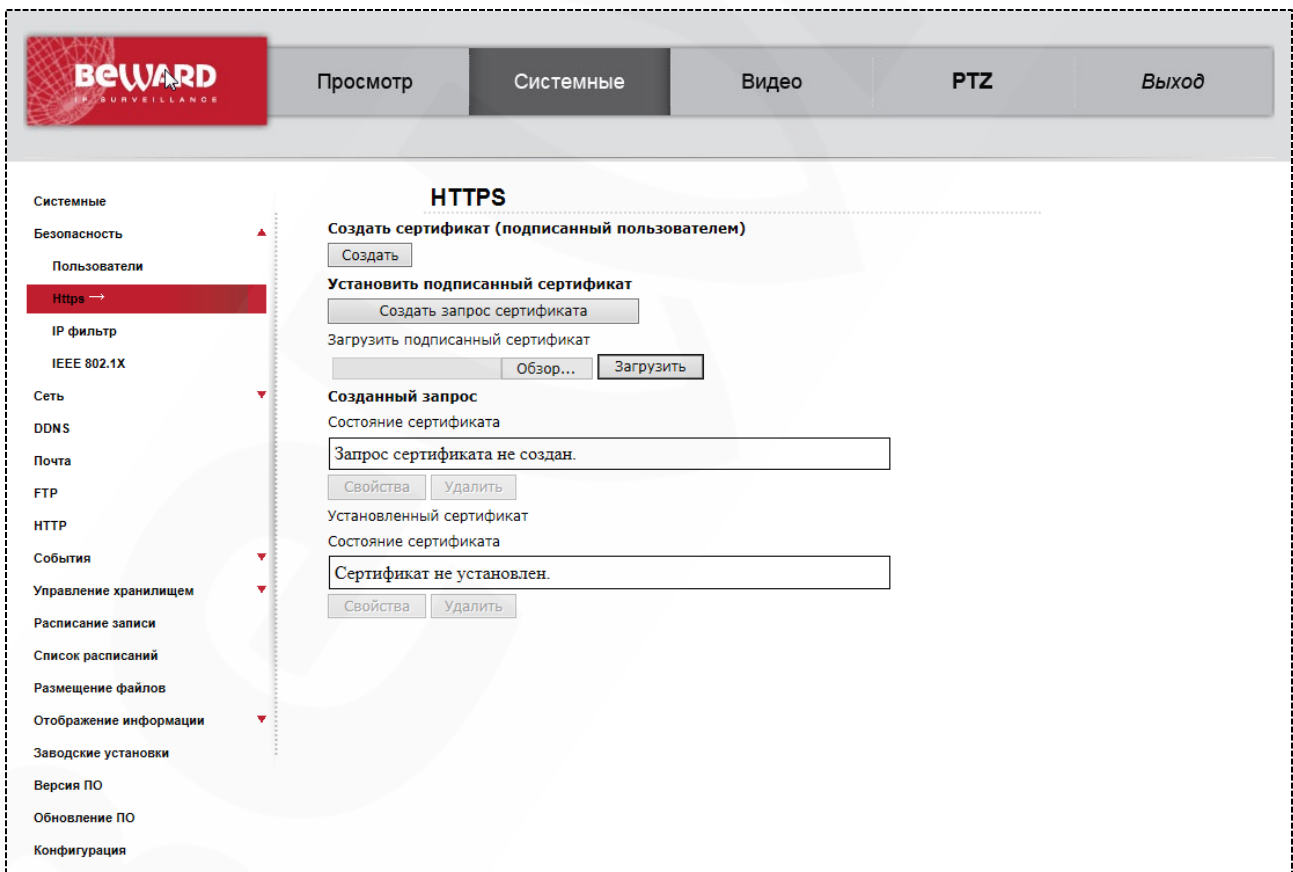 BEWARD
IP SURVEILLANCE
Просмотр
Системные
Видео
PTZ
Выход
Системные
Безопасность
Пользователи
Https →
IP фильтр
IEEE 802.1X
Сеть
DDNS
Почта
FTP
HTTP
События
Управление хранилищем
Расписание записи
Список расписаний
Размещение файлов
Отображение информации
Заводские установки
Версия ПО
Обновление ПО
Конфигурация
HTTPS
Создать сертификат (подписанный пользователем)
Создать
Установить подписанный сертификат
Создать запрос сертификата
Загрузить подписанный сертификат
Обзор... Загрузить
Созданный запрос
Состояние сертификата
Запрос сертификата не создан.
Свойства Удалить
Установленный сертификат
Состояние сертификата
Сертификат не установлен.
Свойства Удалить